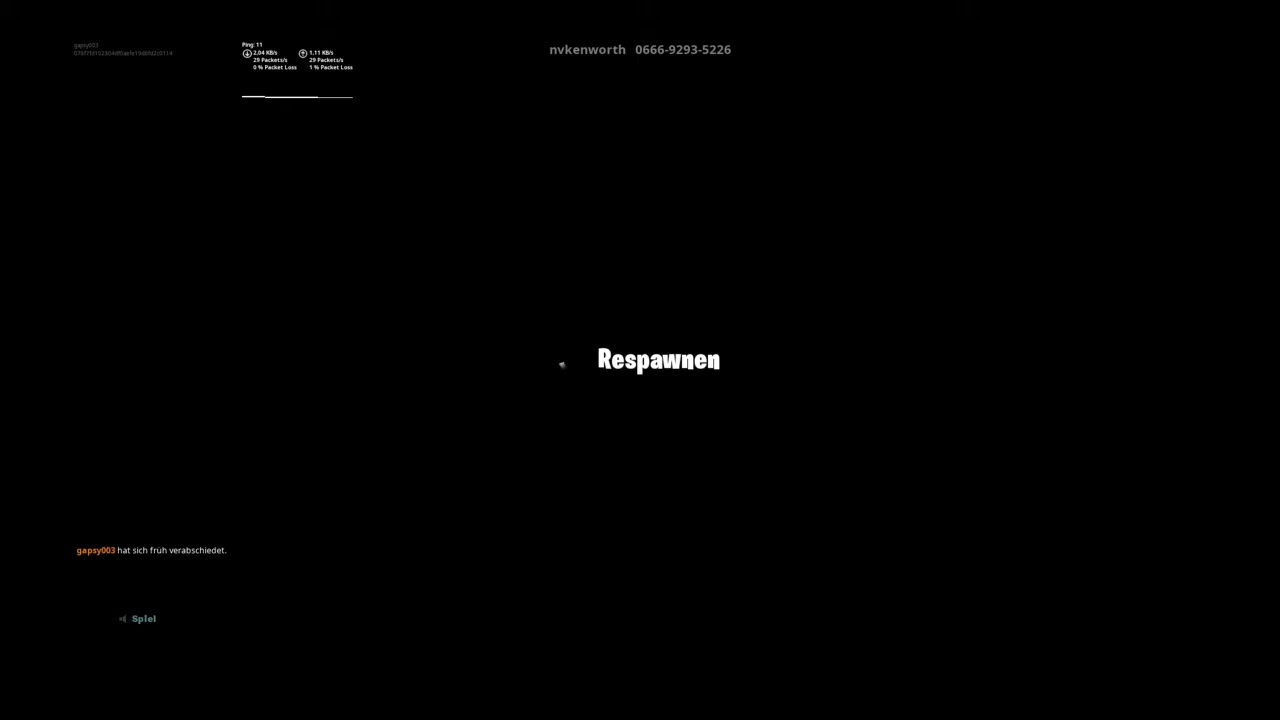 gapsy003
Ping: 11
2,04 KB/s
1,11 KB/s
29 Packets/s
29 Packets/s
0 % Packet Loss
1 % Packet Loss
nvkenworth 0666-9293-5226
Respawnen
gapsy003 hat sich früh verabschiedet.
Spiel